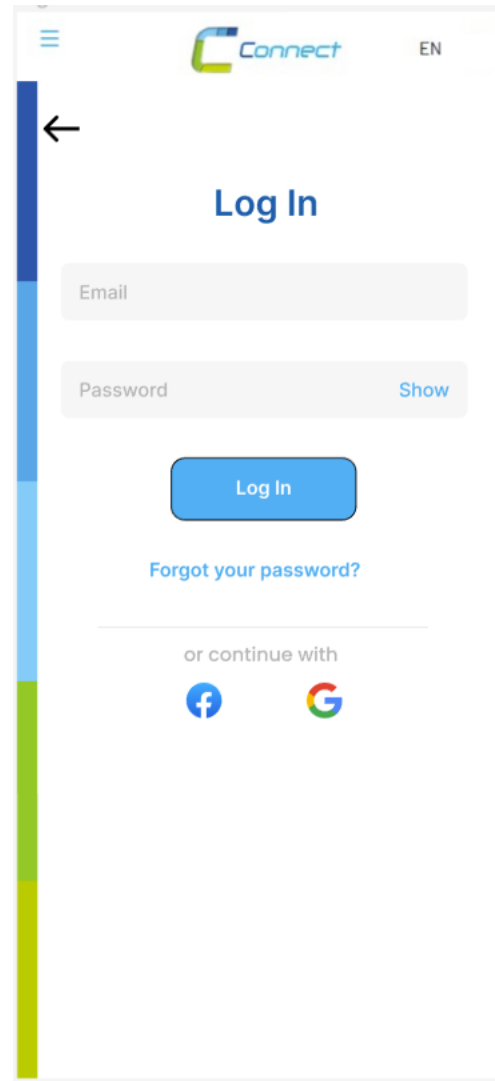 Connect EN
Log In
Email
Password Show
Log In
Forgot your password?
or continue with